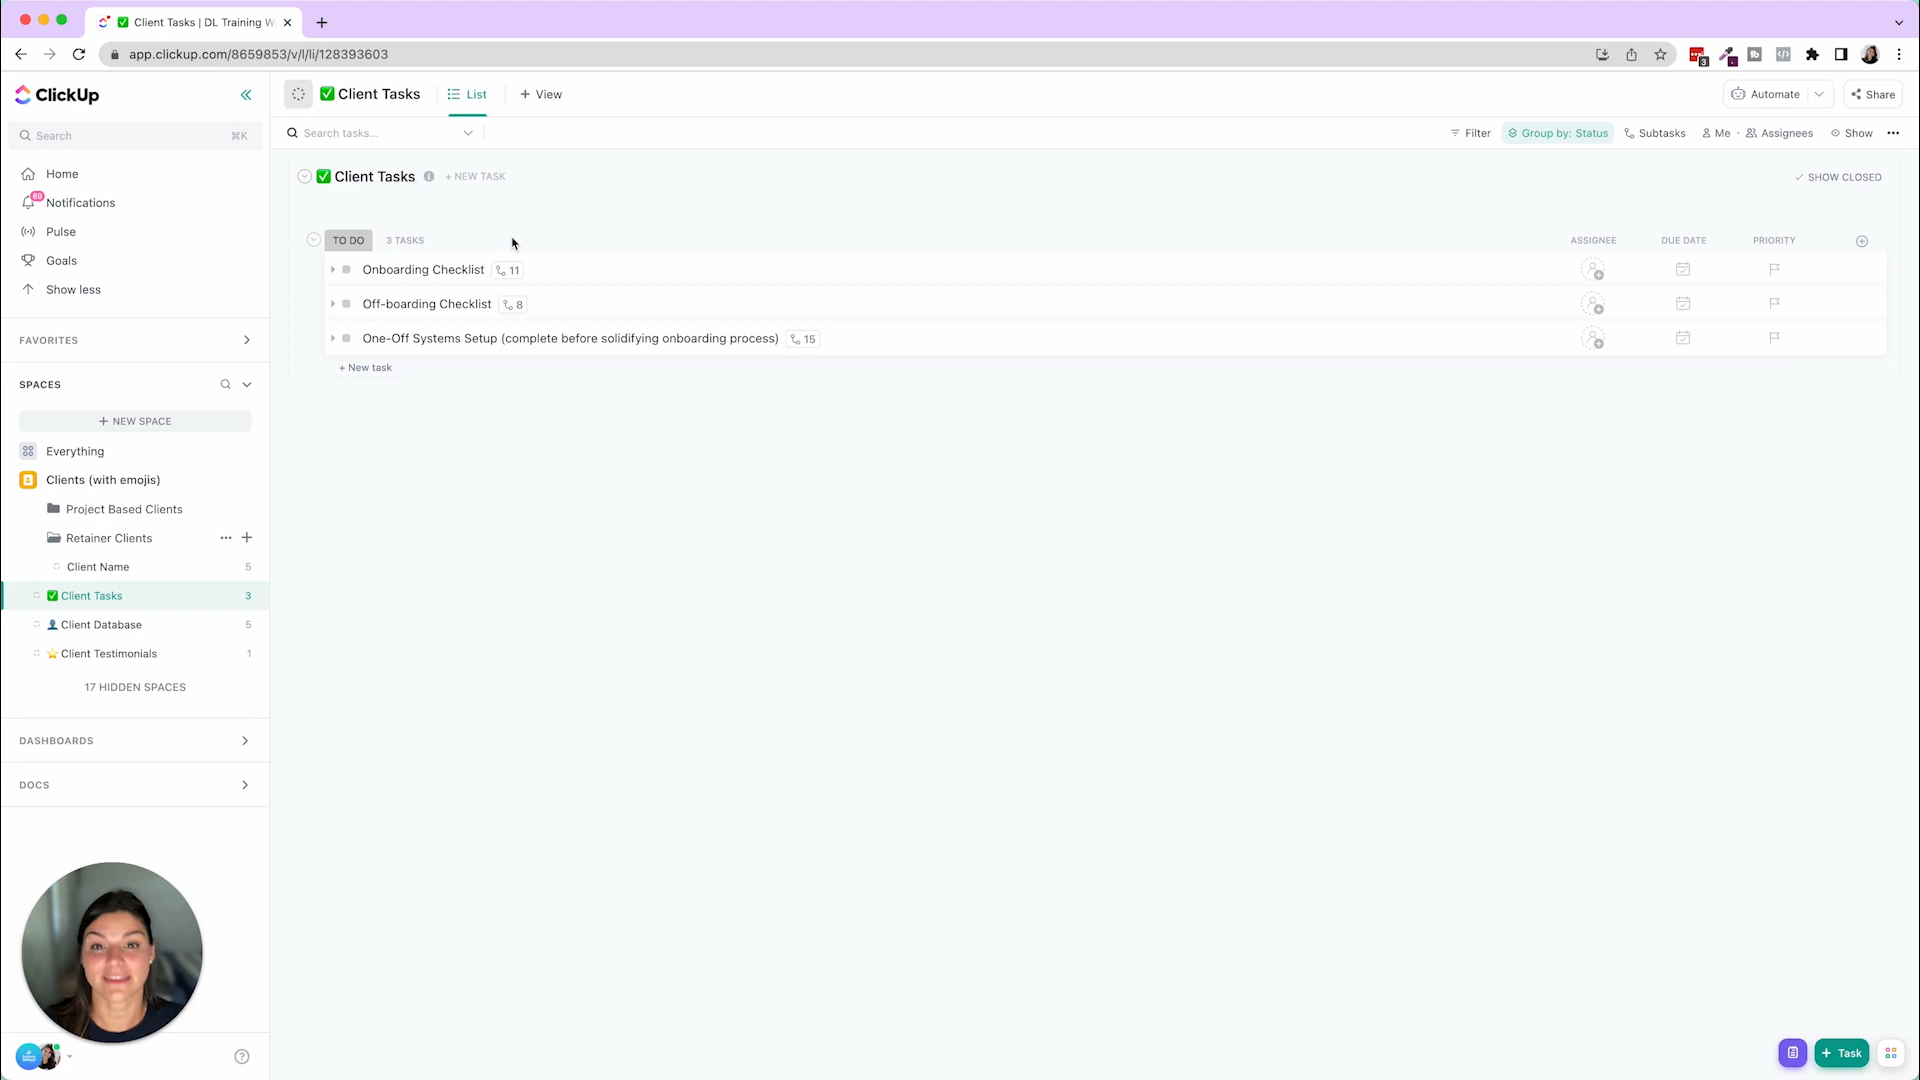 Client Tasks | DL Training W
app.clickup.com/8659853/v/l/li/128393603
3
ClickUp
Client Tasks
List
+ View
Automate
Share
Search
⌘K
Search tasks...
Filter
Group by: Status
Subtasks
Me
Assignees
Show
Home
69
Notifications
Pulse
Goals
Show less
Client Tasks
+ NEW TASK
SHOW CLOSED
TO DO
3 TASKS
ASSIGNEE
DUE DATE
PRIORITY
Onboarding Checklist
11
Off-boarding Checklist
8
One-Off Systems Setup (complete before solidifying onboarding process)
15
+ New task
FAVORITES
SPACES
+ NEW SPACE
Everything
Clients (with emojis)
Project Based Clients
Retainer Clients
Client Name
5
Client Tasks
3
Client Database
5
Client Testimonials
1
17 HIDDEN SPACES
DASHBOARDS
DOCS
+ Task